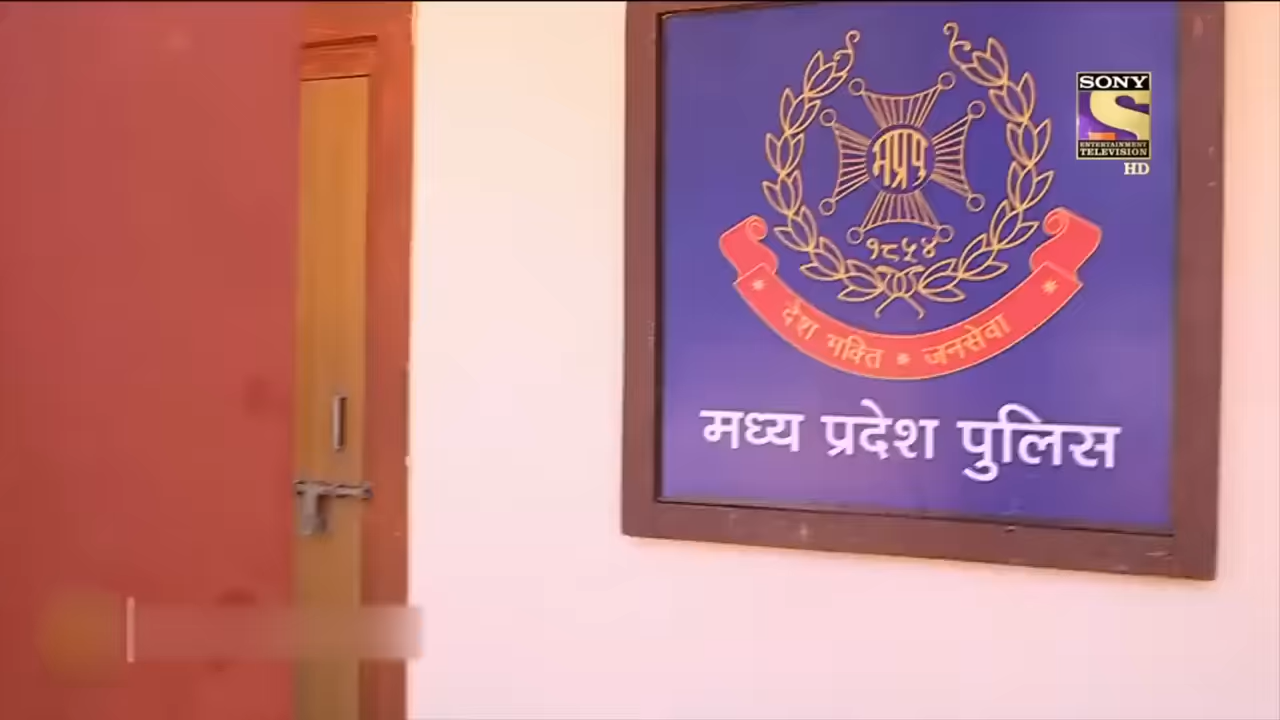 SONY
ENTERTAINMENT
TELEVISION
HD
मप्रपु
१८५४
देश भक्ति * जनसेवा
मध्य प्रदेश पुलिस